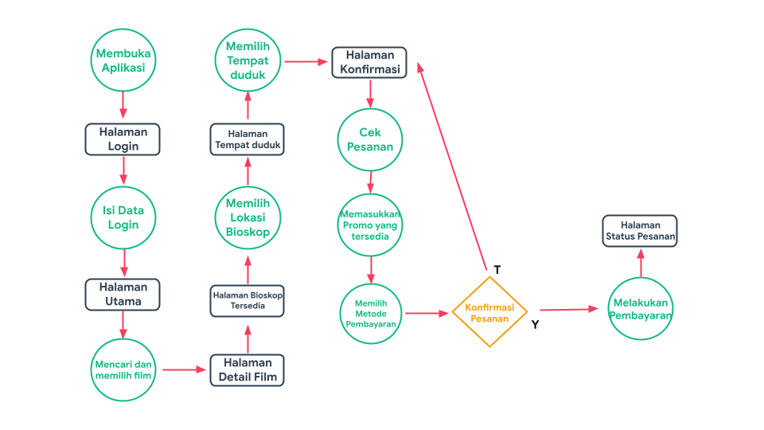 Membuka
Aplikasi
Halaman
Login
Isi Data
Login
Halaman
Utama
Mencari dan
memilih film
Halaman
Detail Film
Halaman Bioskop
Tersedia
Memilih
Lokasi
Bioskop
Halaman
Tempat duduk
Memilih
Tempat
duduk
Halaman
Konfirmasi
Cek
Pesanan
Memasukkan
Promo yang
tersedia
Memilih
Metode
Pembayaran
Konfirmasi
Pesanan
T
Y
Melakukan
Pembayaran
Halaman
Status Pesanan